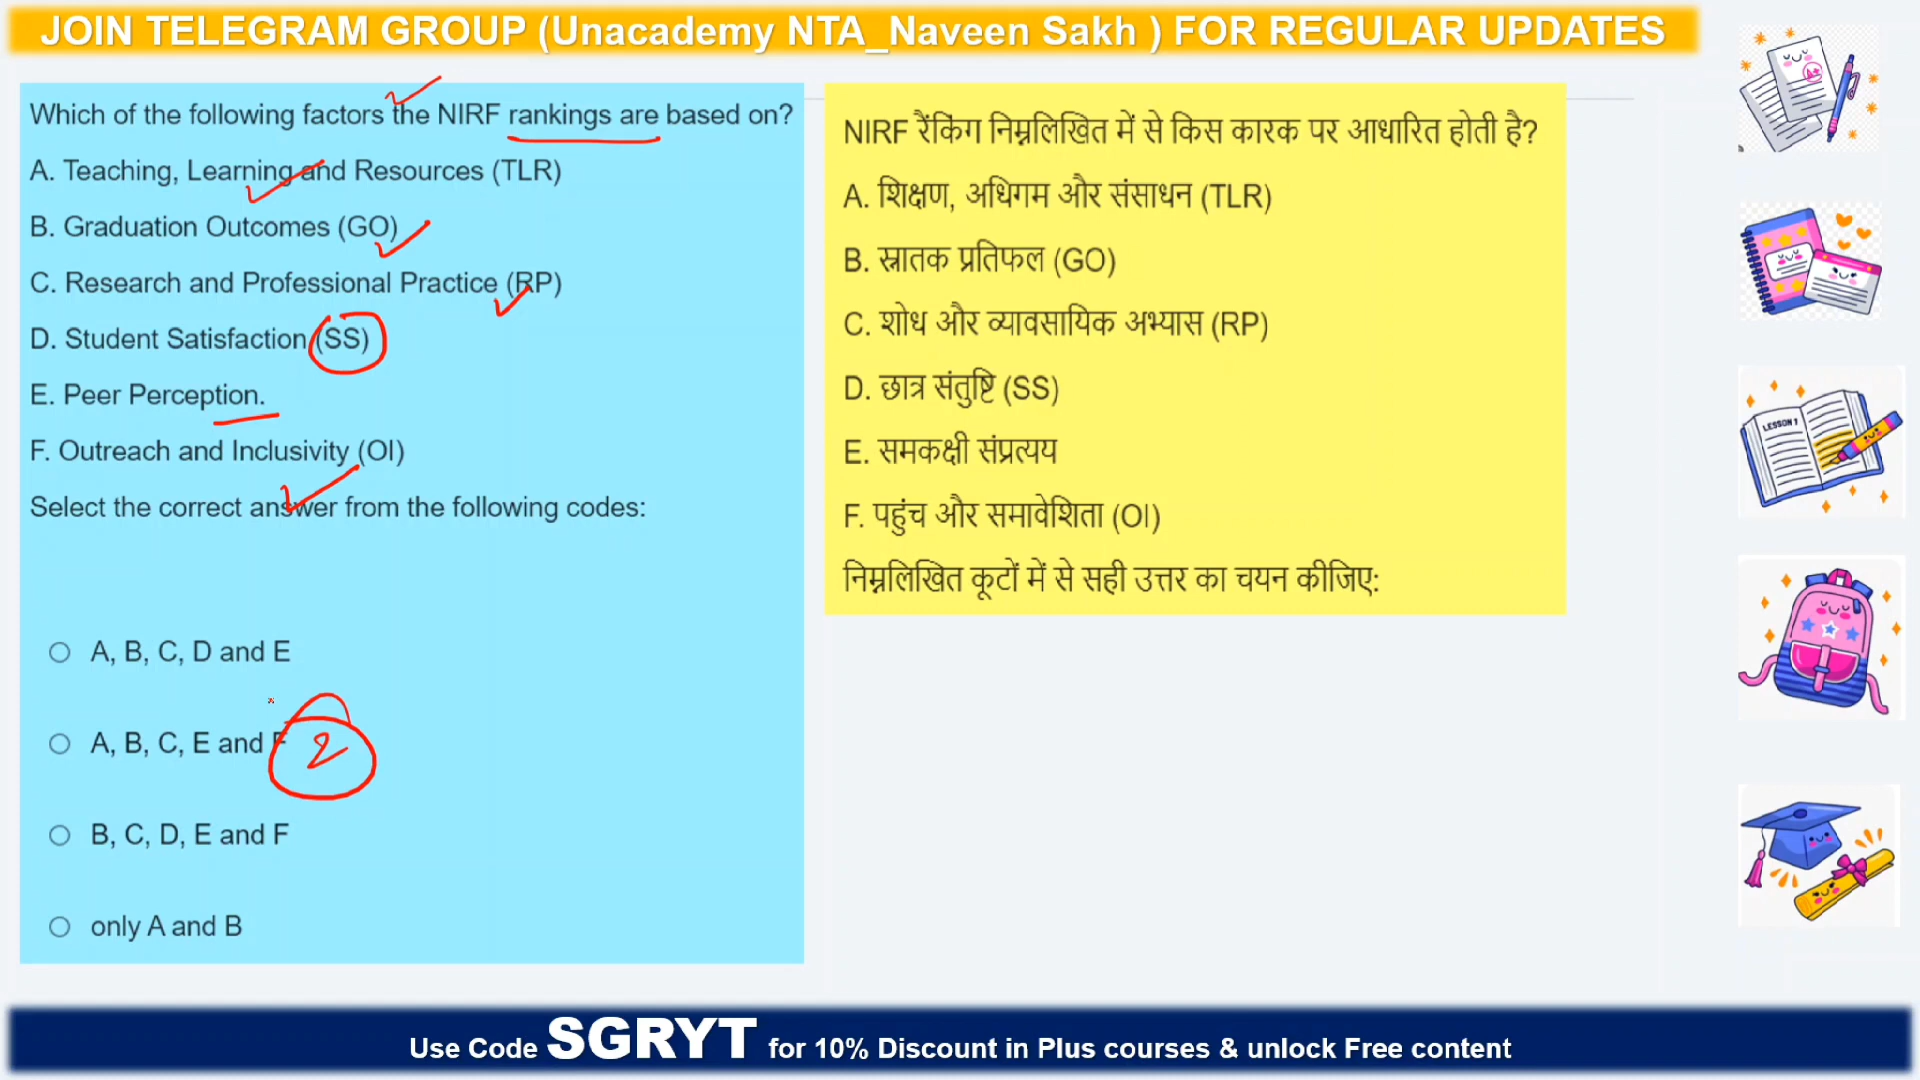 JOIN TELEGRAM GROUP (Unacademy NTA_Naveen Sakh ) FOR REGULAR UPDATES
Which of the following factors the NIRF rankings are based on?
A. Teaching, Learning and Resources (TLR)
B. Graduation Outcomes (GO)
C. Research and Professional Practice (RP)
D. Student Satisfaction (SS)
E. Peer Perception.
F. Outreach and Inclusivity (OI)
Select the correct answer from the following codes:
A, B, C, D and E
A, B, C, E and F
2
B, C, D, E and F
only A and B
NIRF रैंकिंग निम्नलिखित में से किस कारक पर आधारित होती है?
A. शिक्षण, अधिगम और संसाधन (TLR)
B. स्नातक प्रतिफल (GO)
C. शोध और व्यावसायिक अभ्यास (RP)
D. छात्र संतुष्टि (SS)
E. समकक्षी संप्रत्यय
F. पहुंच और समावेशिता (OI)
निम्नलिखित कूटों में से सही उत्तर का चयन कीजिए:
A+
LESSON 1
Use Code SGRYT for 10% Discount in Plus courses & unlock Free content